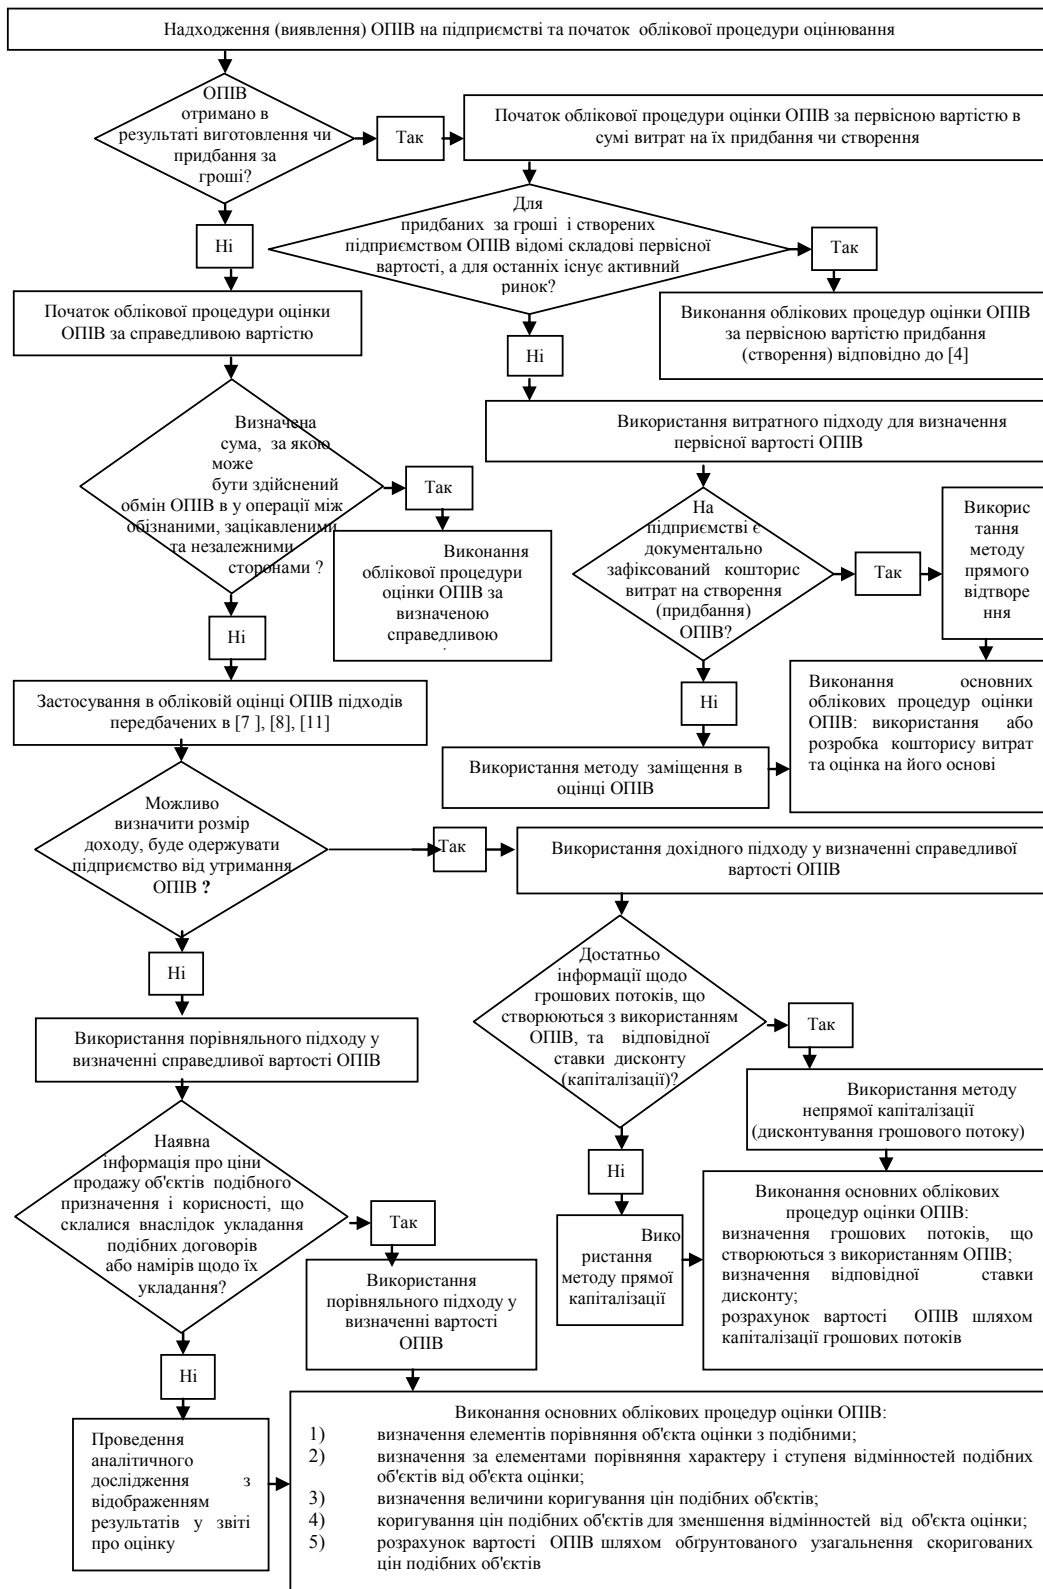 Надходження (виявлення) ОПІВ на підприємстві та початок облікової процедури оцінювання
ОПІВ
отримано в
результаті виготовлення чи
придбання за
гроші?
Так
Початок облікової процедури оцінки ОПІВ за первісною вартістю в
сумі витрат на їх придбання чи створення
Ні
Для
придбаних за гроші і створених
підприємством ОПІВ відомі складові первісної
вартості, а для останніх існує активний
ринок?
Так
Початок облікової процедури оцінки
ОПІВ за справедливою вартістю
Ні
Виконання облікових процедур оцінки ОПІВ
за первісною вартістю придбання
(створення) відповідно до [4]
Використання витратного підходу для визначення
первісної вартості ОПІВ
Визначена
сума, за якою
може
бути здійснений
обмін ОПІВ в у операції між
обізнаними, зацікавленими
та незалежними
сторонами ?
Так
Виконання
облікової процедури
оцінки ОПІВ за
визначеною
справедливою
Ні
На
підприємстві є
документально
зафіксований кошторис
витрат на створення
(придбання)
ОПІВ?
Так
Викорис
тання
методу
прямого
відтворе
ння
Ні
Застосування в обліковій оцінці ОПІВ підходів
передбачених в [7 ], [8], [11]
Використання методу заміщення в
оцінці ОПІВ
Виконання основних
облікових процедур оцінки
ОПІВ: використання або
розробка кошторису витрат
та оцінка на його основі
Можливо
визначити розмір
доходу, буде одержувати
підприємство від утримання
ОПІВ ?
Так
Використання дохідного підходу у визначенні справедливої
вартості ОПІВ
Ні
Достатньо
інформації щодо
грошових потоків, що
створюються з використанням
ОПІВ, та відповідної
ставки дисконту
(капіталізації)?
Так
Використання порівняльного підходу у
визначенні справедливої вартості ОПІВ
Використання методу
непрямої капіталізації
(дисконтування грошового потоку)
Ні
Наявна
інформація про ціни
продажу об'єктів подібного
призначення і корисності, що
склалися внаслідок укладання
подібних договорів
або намірів щодо їх
укладання?
Так
Вико
ристання
методу прямої
капіталізації
Виконання основних облікових
процедур оцінки ОПІВ:
визначення грошових потоків, що
створюються з використанням ОПІВ;
визначення відповідної ставки
дисконту;
розрахунок вартості ОПІВ шляхом
капіталізації грошових потоків
Використання
порівняльного підходу у
визначенні вартості
ОПІВ
Ні
Проведення
аналітичного
дослідження з
відображенням
результатів у звіті
про оцінку
Виконання основних облікових процедур оцінки ОПІВ:
1) визначення елементів порівняння об'єкта оцінки з подібними;
2) визначення за елементами порівняння характеру і ступеня відмінностей подібних
об'єктів від об'єкта оцінки;
3) визначення величини коригування цін подібних об'єктів;
4) коригування цін подібних об'єктів для зменшення відмінностей від об'єкта оцінки;
5) розрахунок вартості ОПІВ шляхом обґрунтованого узагальнення скоригованих
цін подібних об'єктів